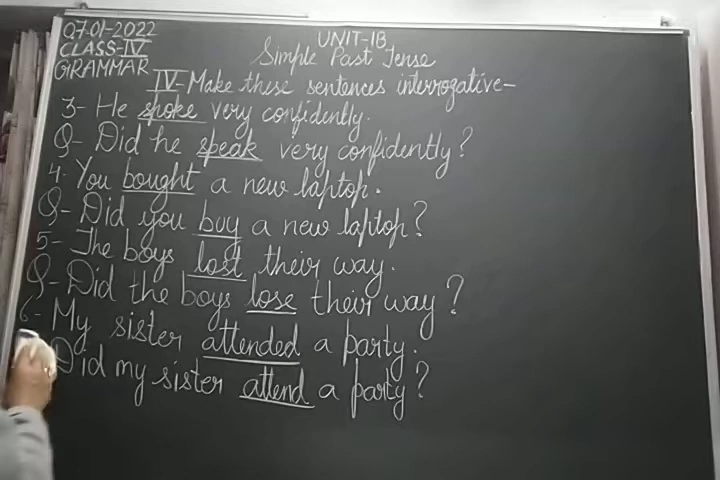 07.01-2022
CLASS-IV
GRAMMAR
UNIT-1B
Simple Past Tense
IV-Make these sentences interrogative-
3- He spoke very confidently.
Q- Did he speak very confidently?
4- You bought a new laptop.
Q- Did you buy a new laptop?
5- The boys lost their way.
Q- Did the boys lose their way?
6- My sister attended a party.
Did my sister attend a party?